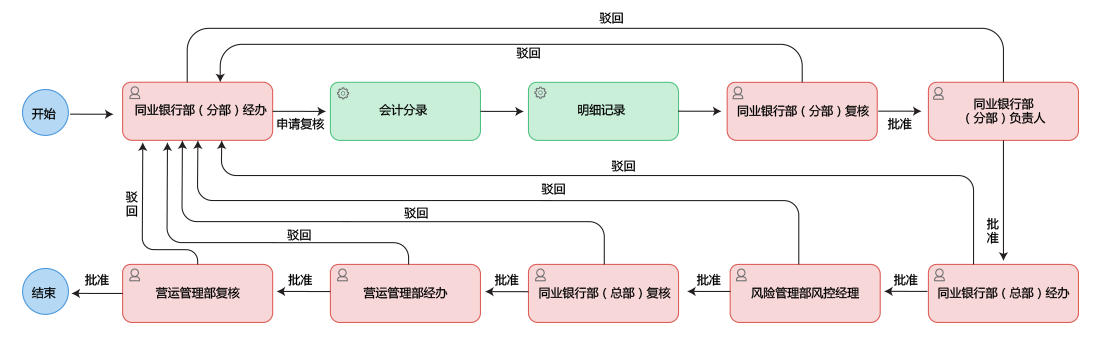 驳回
驳回
开始
同业银行部（分部）经办
申请复核
会计分录
明细记录
同业银行部（分部）复核
批准
同业银行部
（分部）负责人
驳回
驳回
驳
回
驳回
驳回
批
准
结束
批准
营运管理部复核
批准
营运管理部经办
批准
同业银行部（总部）复核
批准
风险管理部风控经理
批准
同业银行部（总部）经办